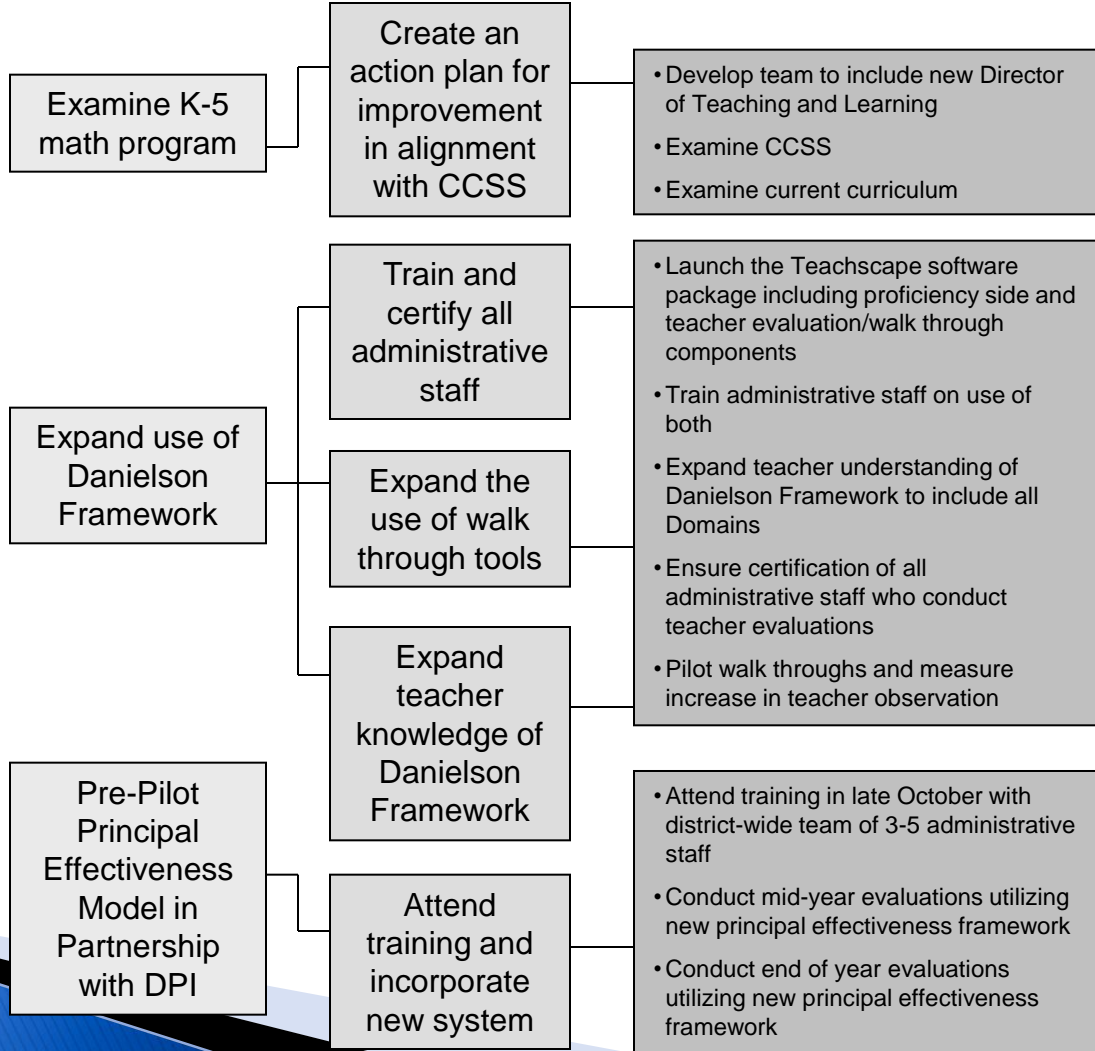 Examine K-5
math program
Create an
action plan for
improvement
in alignment
with CCSS
• Develop team to include new Director
of Teaching and Learning
• Examine CCSS
• Examine current curriculum
Expand use of
Danielson
Framework
Train and
certify all
administrative
staff
Expand the
use of walk
through tools
Expand
teacher
knowledge of
Danielson
Framework
• Launch the Teachscape software
package including proficiency side and
teacher evaluation/walk through
components
• Train administrative staff on use of
both
• Expand teacher understanding of
Danielson Framework to include all
Domains
• Ensure certification of all
administrative staff who conduct
teacher evaluations
• Pilot walk throughs and measure
increase in teacher observation
Pre-Pilot
Principal
Effectiveness
Model in
Partnership
with DPI
Attend
training and
incorporate
new system
• Attend training in late October with
district-wide team of 3-5 administrative
staff
• Conduct mid-year evaluations utilizing
new principal effectiveness framework
• Conduct end of year evaluations
utilizing new principal effectiveness
framework